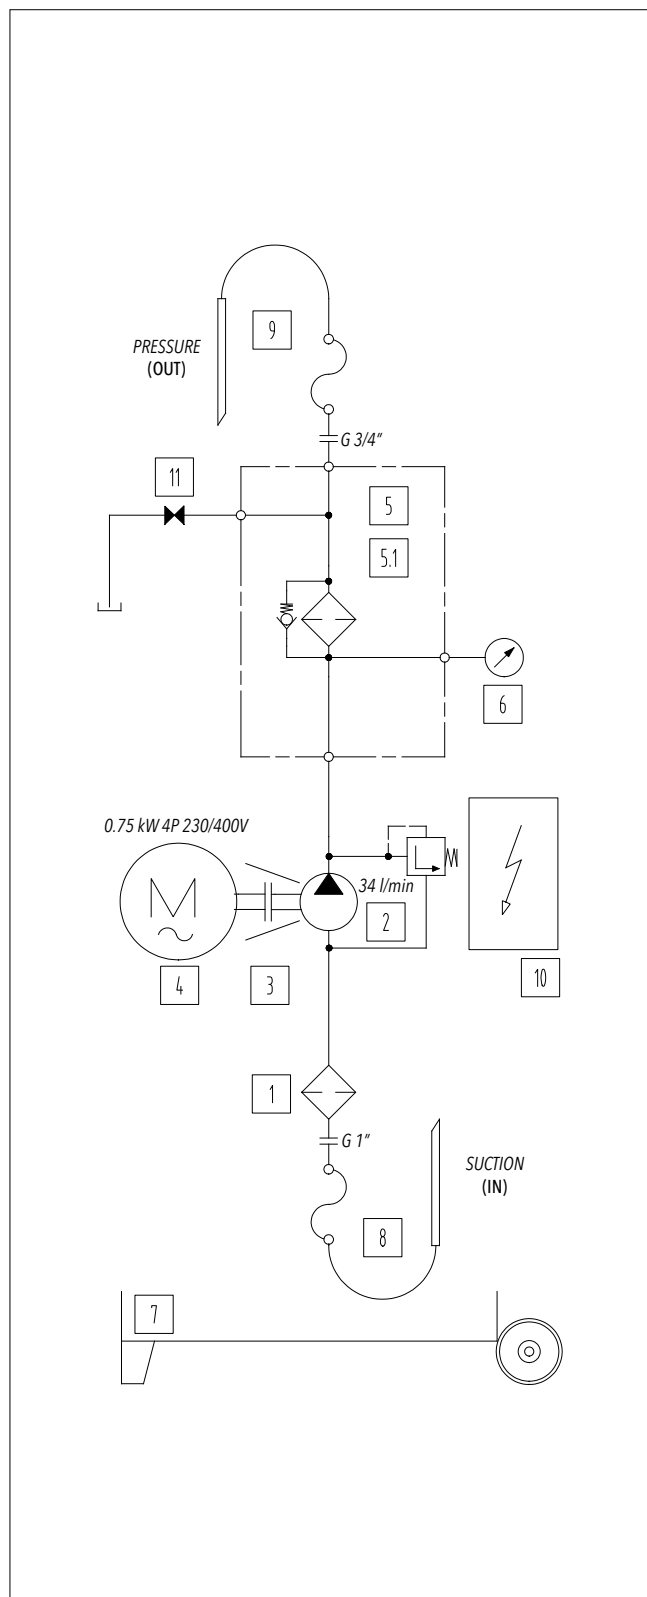 9
PRESSURE
(OUT)
G 3/4"
11
5
5.1
6
0.75 kW 4P 230/400V
M
34 l/min
2
10
4
3
1
G 1"
SUCTION
(IN)
8
7